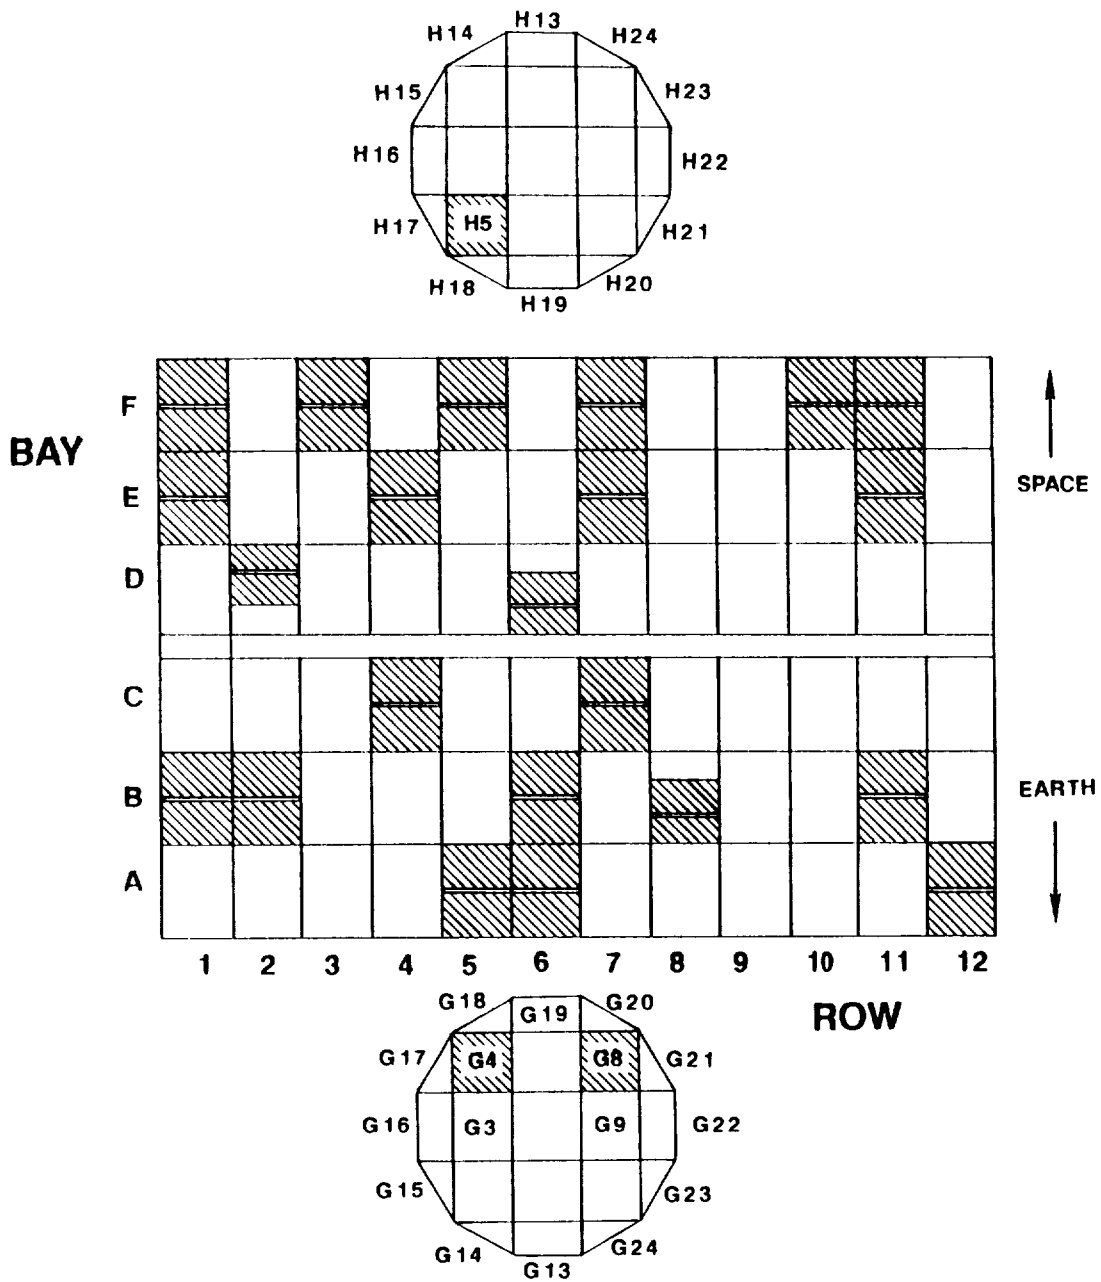 H13
H14 H24
H15 H23
H16 H22
H17 H5 H21
H18 H20
H19
F
BAY
SPACE
E
D
C
B
EARTH
A
1 2 3 4 5 6 7 8 9 10 11 12
ROW
G18 G19 G20
G17 G4 G8 G21
G16 G3 G9 G22
G15 G23
G14 G24
G13